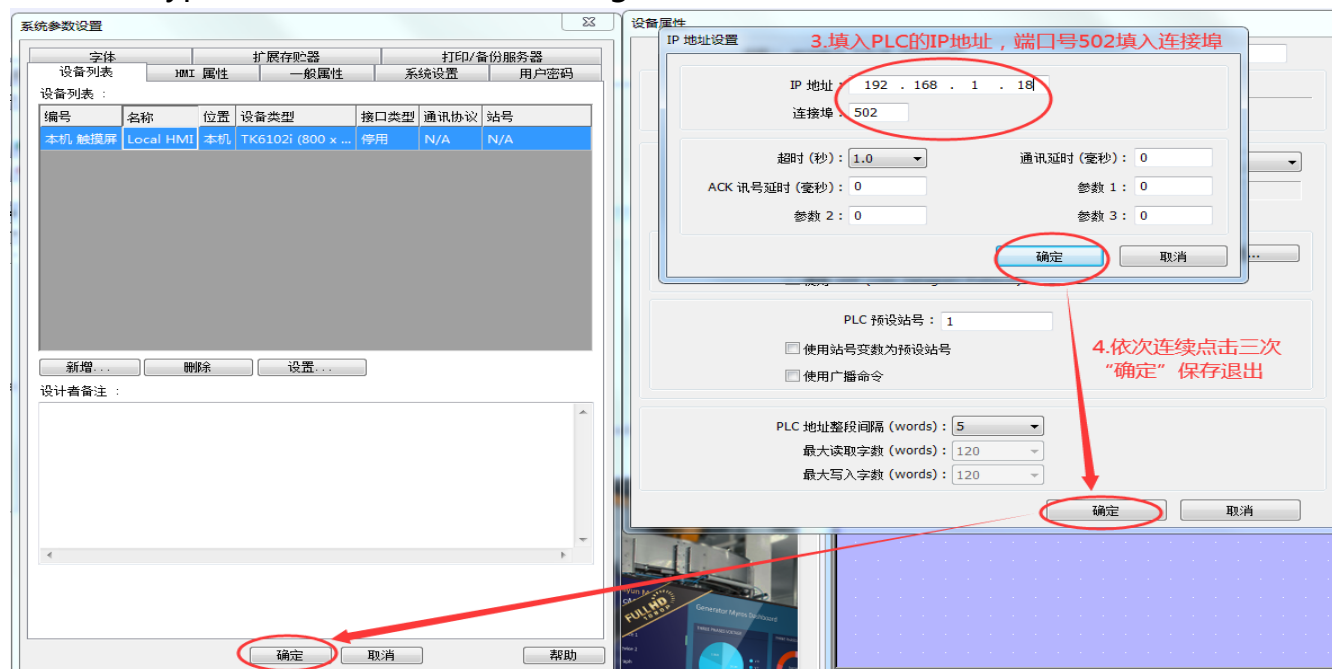 系统参数设置
字体 扩展存贮器 打印/备份服务器
设备列表 HMI 属性 一般属性 系统设置 用户密码
设备列表 :
编号 名称 位置 设备类型 接口类型 通讯协议 站号
本机 触摸屏 Local HMI 本机 TK6102i (800 x ... 停用 N/A N/A
新增... 删除 设置...
设计者备注 :
确定 取消 帮助
设备属性
IP 地址设置
3.填入PLC的IP地址，端口号502填入连接埠
IP 地址 : 192 . 168 . 1 . 18
连接埠 : 502
超时 (秒) : 1.0 通讯延时 (毫秒) : 0
ACK 讯号延时 (毫秒) : 0 参数 1 : 0
参数 2 : 0 参数 3 : 0
确定 取消
...
PLC 预设站号 : 1
使用站号变数为预设站号
使用广播命令
4.依次连续点击三次
“确定”保存退出
PLC 地址整段间隔 (words) : 5
最大读取字数 (words) : 120
最大写入字数 (words) : 120
确定 取消
FULL HD
1080P
Generator Myros Dashboard